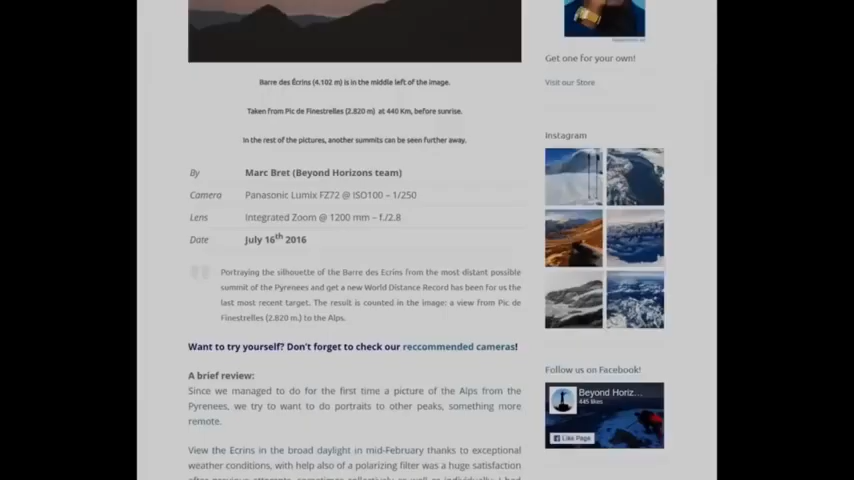 Barre des Écrins (4.102 m) is in the middle left of the image.
Taken from Pic de Finestrelles (2.820 m) at 440 Km, before sunrise.
In the rest of the pictures, another summits can be seen further away.
By Marc Bret (Beyond Horizons team)
Camera Panasonic Lumix FZ72 @ ISO100 – 1/250
Lens Integrated Zoom @ 1200 mm – f./2.8
Date July 16th 2016
Portraying the silhouette of the Barre des Ecrins from the most distant possible
summit of the Pyrenees and get a new World Distance Record has been for us the
last most recent target. The result is counted in the image: a view from Pic de
Finestrelles (2.820 m.) to the Alps.
Want to try yourself? Don't forget to check our reccommended cameras!
A brief review:
Since we managed to do for the first time a picture of the Alps from the
Pyrenees, we try to want to do portraits to other peaks, something more
remote.
View the Ecrins in the broad daylight in mid-February thanks to exceptional
weather conditions, with help also of a polarizing filter was a huge satisfaction
Get one for your own!
Visit our Store
Instagram
Follow us on Facebook!
Beyond Horiz...
445 likes
Like Page